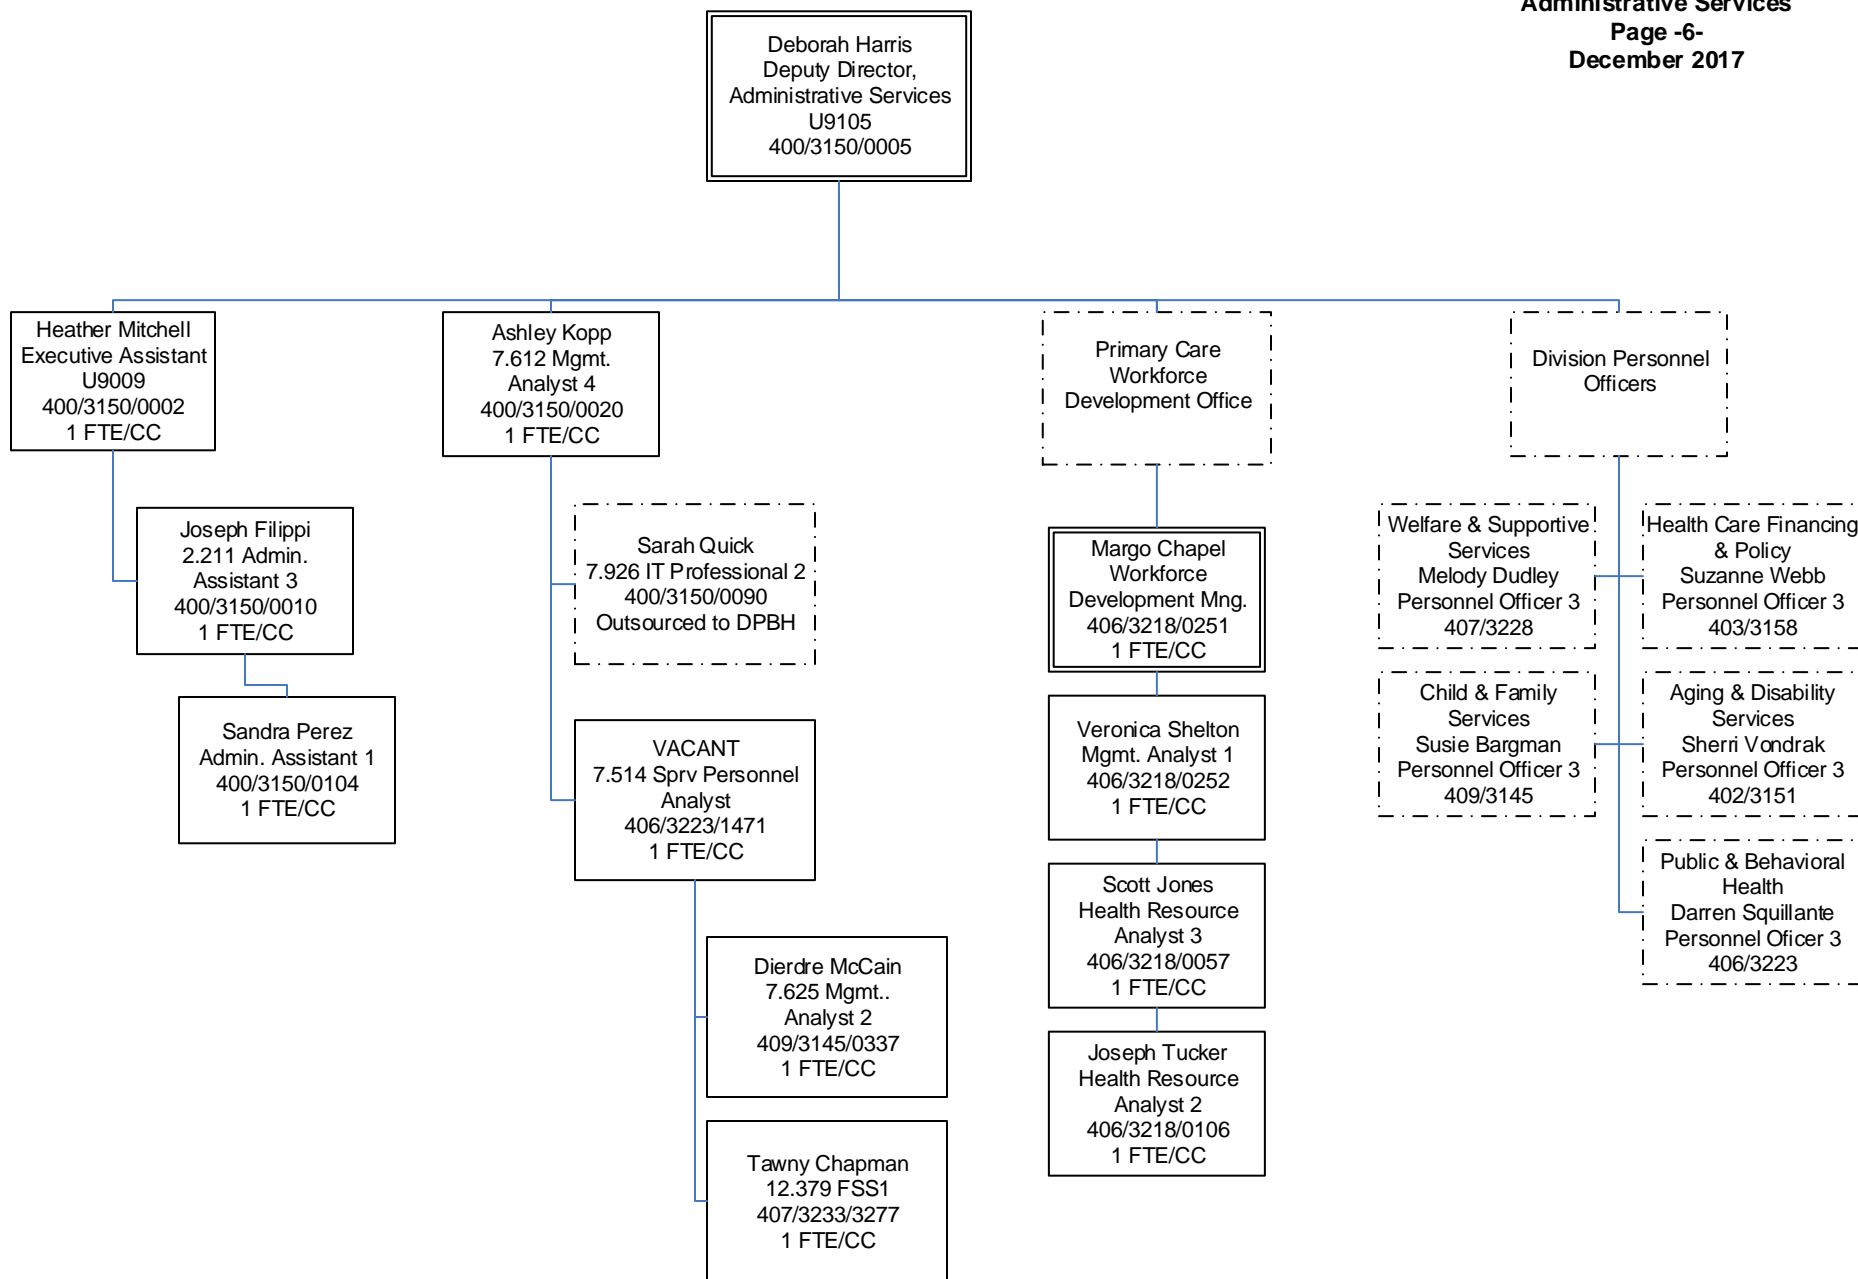 Administrative Services
Page -6-
December 2017
Deborah Harris
Deputy Director,
Administrative Services
U9105
400/3150/0005
Heather Mitchell
Executive Assistant
U9009
400/3150/0002
1 FTE/CC
Joseph Filippi
2.211 Admin.
Assistant 3
400/3150/0010
1 FTE/CC
Sandra Perez
Admin. Assistant 1
400/3150/0104
1 FTE/CC
Ashley Kopp
7.612 Mgmt.
Analyst 4
400/3150/0020
1 FTE/CC
Sarah Quick
7.926 IT Professional 2
400/3150/0090
Outsourced to DPBH
VACANT
7.514 Sprv Personnel
Analyst
406/3223/1471
1 FTE/CC
Dierdre McCain
7.625 Mgmt..
Analyst 2
409/3145/0337
1 FTE/CC
Tawny Chapman
12.379 FSS1
407/3233/3277
1 FTE/CC
Primary Care
Workforce
Development Office
Margo Chapel
Workforce
Development Mng.
406/3218/0251
1 FTE/CC
Veronica Shelton
Mgmt. Analyst 1
406/3218/0252
1 FTE/CC
Scott Jones
Health Resource
Analyst 3
406/3218/0057
1 FTE/CC
Joseph Tucker
Health Resource
Analyst 2
406/3218/0106
1 FTE/CC
Division Personnel
Officers
Welfare & Supportive
Services
Melody Dudley
Personnel Officer 3
407/3228
Health Care Financing
& Policy
Suzanne Webb
Personnel Officer 3
403/3158
Child & Family
Services
Susie Bargman
Personnel Officer 3
409/3145
Aging & Disability
Services
Sherri Vondrak
Personnel Officer 3
402/3151
Public & Behavioral
Health
Darren Squillante
Personnel Oficer 3
406/3223